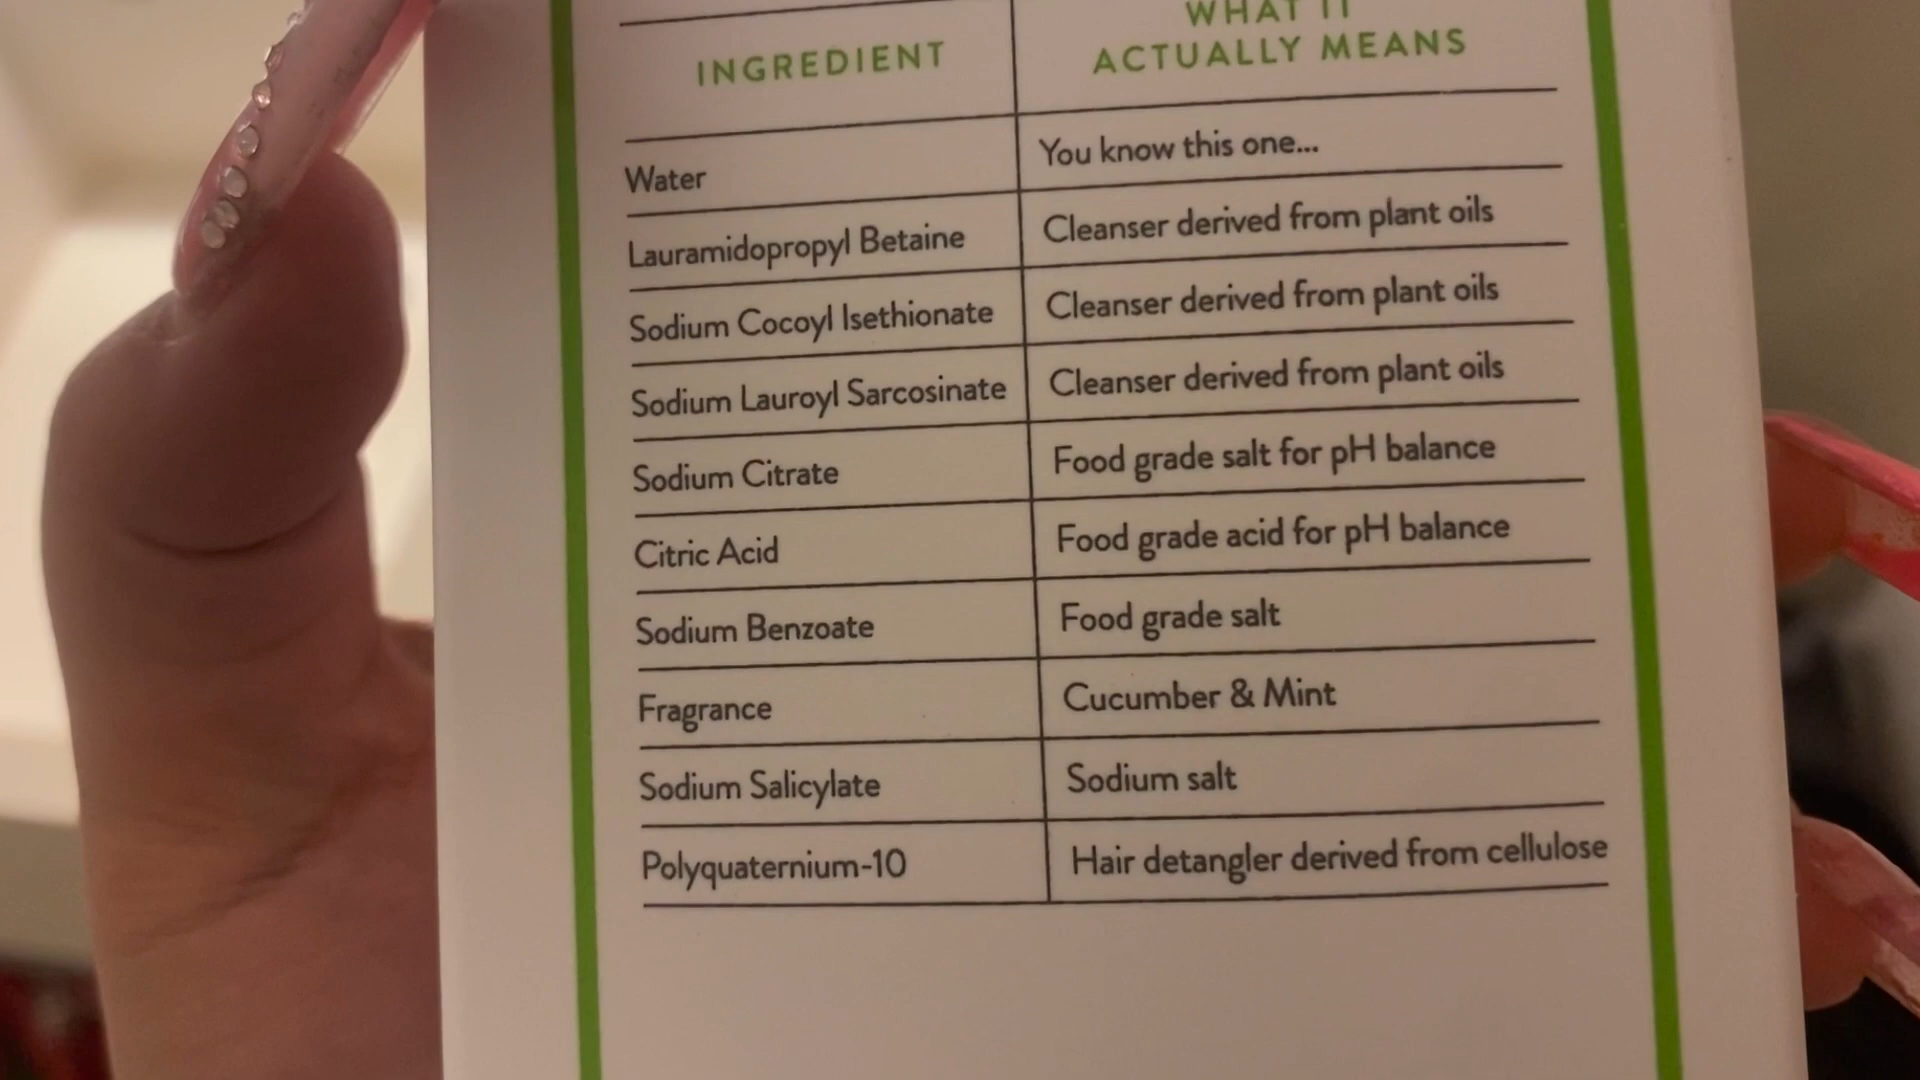 INGREDIENT
WHAT IT
ACTUALLY MEANS
Water
You know this one...
Lauramidopropyl Betaine
Cleanser derived from plant oils
Sodium Cocoyl Isethionate
Cleanser derived from plant oils
Sodium Lauroyl Sarcosinate
Cleanser derived from plant oils
Sodium Citrate
Food grade salt for pH balance
Citric Acid
Food grade acid for pH balance
Sodium Benzoate
Food grade salt
Fragrance
Cucumber & Mint
Sodium Salicylate
Sodium salt
Polyquaternium-10
Hair detangler derived from cellulose